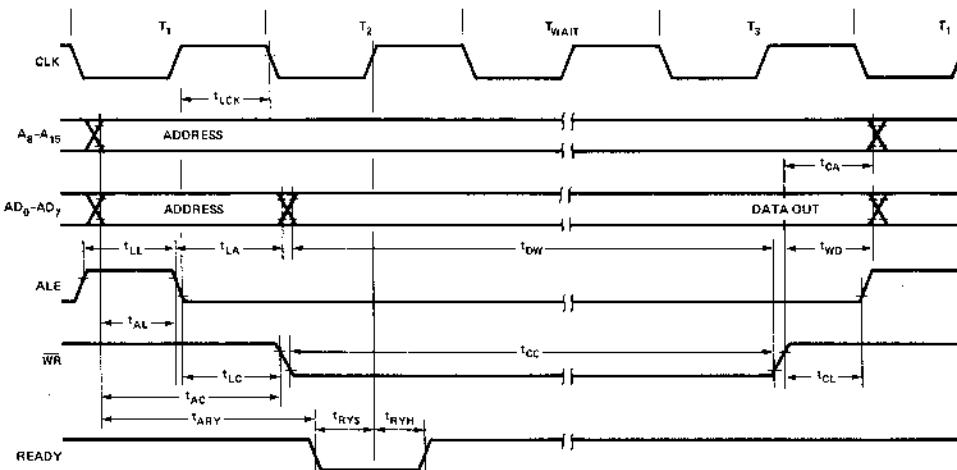 T1 T2 TWAIT T3 T1
CLK
tLCK
A8-A15 ADDRESS
tCA
AD0-AD7 ADDRESS DATA OUT
tLL tLA tDW tWD
ALE
tAL
WR tCC
tLC tCL
tAC
tARY tRYS tRYH
READY